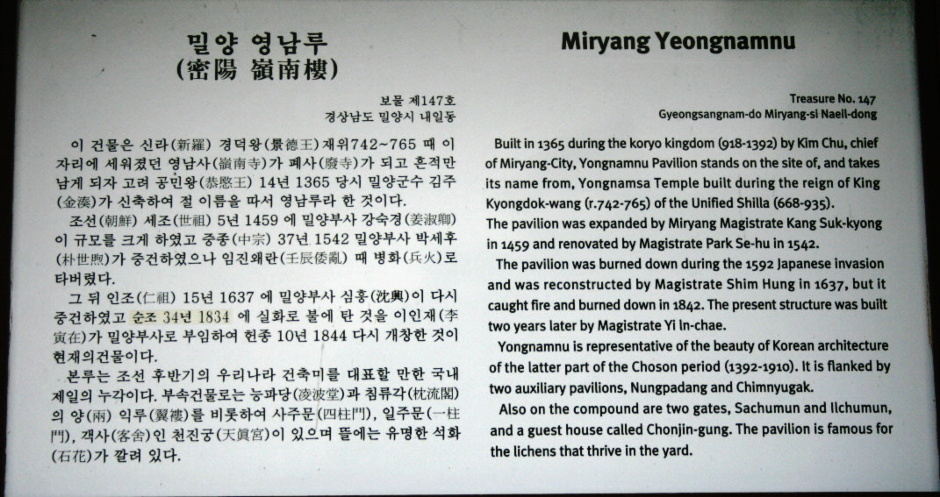 밀양 영남루
(密陽 嶺南樓)
보물 제147호
경상남도 밀양시 내일동
이 건물은 신라(新羅) 경덕왕(景德王)재위742~765 때 이
자리에 세워졌던 영남사(嶺南寺)가 폐사(廢寺)가 되고 흔적만
남게 되자 고려 공민왕(恭愍王) 14년 1365 당시 밀양군수 김주
(金湊)가 신축하여 절 이름을 따서 영남루라 한 것이다.
조선(朝鮮) 세조(世祖) 5년 1459 에 밀양부사 강숙경(姜淑卿)
이 규모를 크게 하였고 중종(中宗) 37년 1542 밀양부사 박세후
(朴世煦)가 중건하였으나 임진왜란(壬辰倭亂) 때 병화(兵火)로
타버렸다.
그 뒤 인조(仁祖) 15년 1637 에 밀양부사 심흥(沈興)이 다시
중건하였고 순조 34년 1834 에 실화로 불에 탄 것을 이인재(李
寅在)가 밀양부사로 부임하여 헌종 10년 1844 다시 개창한 것이
현재의건물이다.
본루는 조선 후반기의 우리나라 건축미를 대표할 만한 국내
제일의 누각이다. 부속건물로는 능파당(凌波堂)과 침류각(枕流閣)
의 양(兩) 익루(翼樓)를 비롯하여 사주문(四柱門), 일주문(一柱
門), 객사(客舍)인 천진궁(天眞宮)이 있으며 뜰에는 유명한 석화
(石花)가 깔려 있다.
Miryang Yeongnamnu
Treasure No. 147
Gyeongsangnam-do Miryang-si Naeil-dong
Built in 1365 during the koryo kingdom (918-1392) by Kim Chu, chief
of Miryang-City, Yongnamnu Pavilion stands on the site of, and takes
its name from, Yongnamsa Temple built during the reign of King
Kyongdok-wang (r.742-765) of the Unified Shilla (668-935).
The pavilion was expanded by Miryang Magistrate Kang Suk-kyong
in 1459 and renovated by Magistrate Park Se-hu in 1542.
The pavilion was burned down during the 1592 Japanese invasion
and was reconstructed by Magistrate Shim Hung in 1637, but it
caught fire and burned down in 1842. The present structure was built
two years later by Magistrate Yi In-chae.
Yongnamnu is representative of the beauty of Korean architecture
of the latter part of the Choson period (1392-1910). It is flanked by
two auxiliary pavilions, Nungpadang and Chimnyugak.
Also on the compound are two gates, Sachumun and Ilchumun,
and a guest house called Chonjin-gung. The pavilion is famous for
the lichens that thrive in the yard.